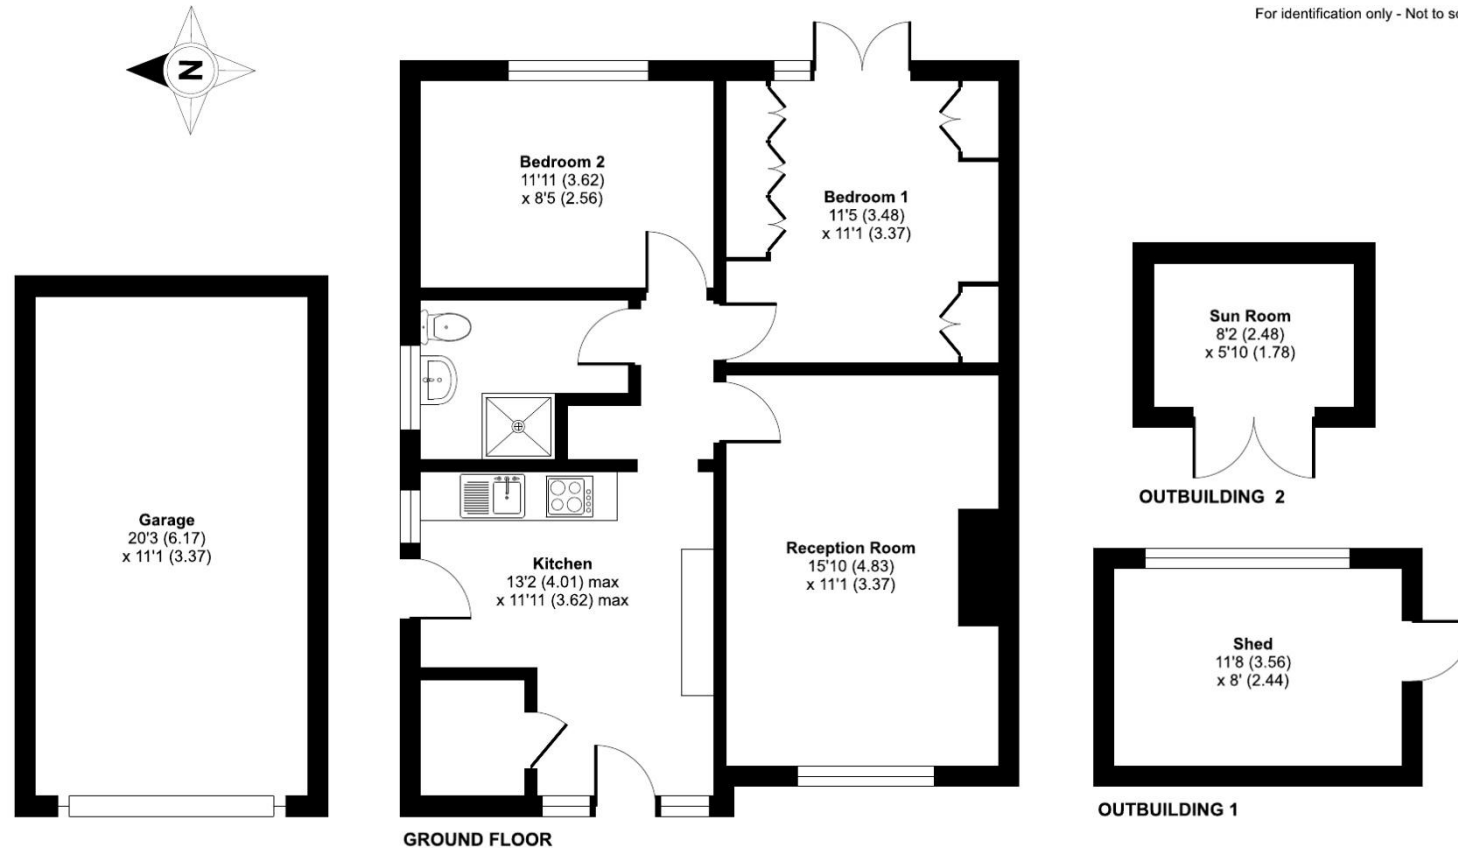 For identification only - Not to
N
Bedroom 2
11'11 (3.62)
x 8'5 (2.56)
Bedroom 1
11'5 (3.48)
x 11'1 (3.37)
Sun Room
8'2 (2.48)
x 5'10 (1.78)
OUTBUILDING 2
Garage
20'3 (6.17)
x 11'1 (3.37)
Kitchen
13'2 (4.01) max
x 11'11 (3.62) max
Reception Room
15'10 (4.83)
x 11'1 (3.37)
Shed
11'8 (3.56)
x 8' (2.44)
OUTBUILDING 1
GROUND FLOOR